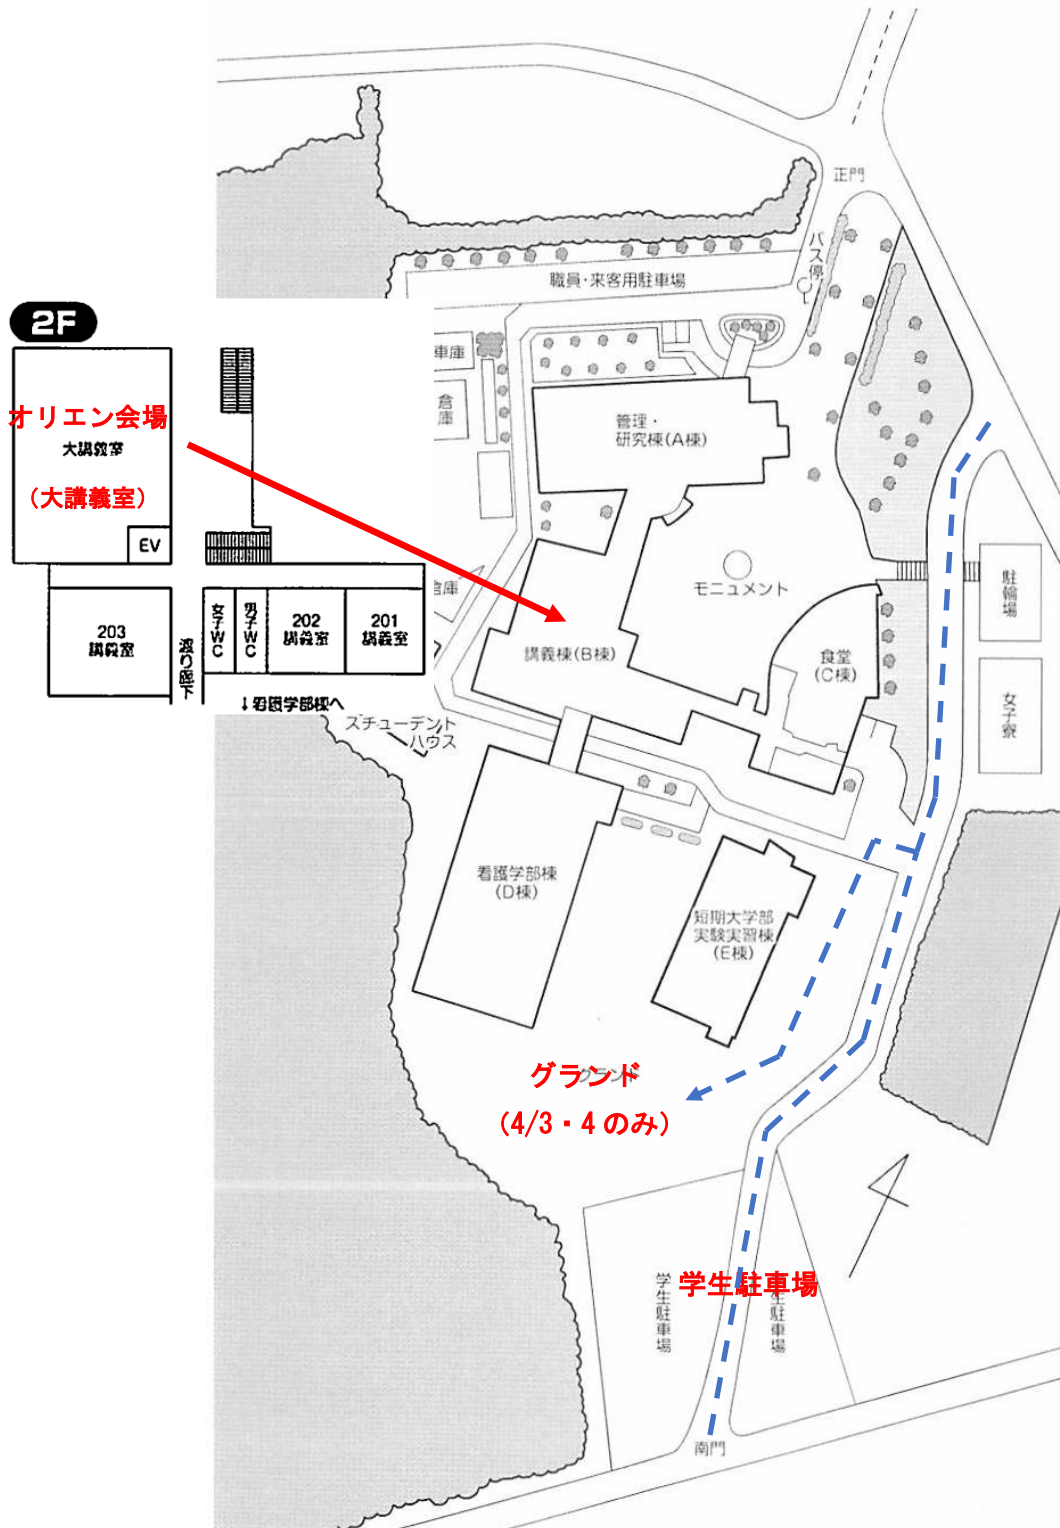 正門
バス停
職員・来客用駐車場
2F
車庫
倉庫
オリエン会場
大講教室
(大講義室)
EV
管理・
研究棟(A棟)
倉庫
モニュメント
駐輪場
203
講義室
女子WC
男子WC
202
講義室
201
講義室
渡り廊下
↓看護学部棟へ
講義棟(B棟)
食堂
(C棟)
女子寮
スチューデント
ハウス
看護学部棟
(D棟)
短期大学部
実験実習棟
(E棟)
グランド
グランド
(4/3・4のみ)
学生駐車場
学生駐車場
生駐車場
南門